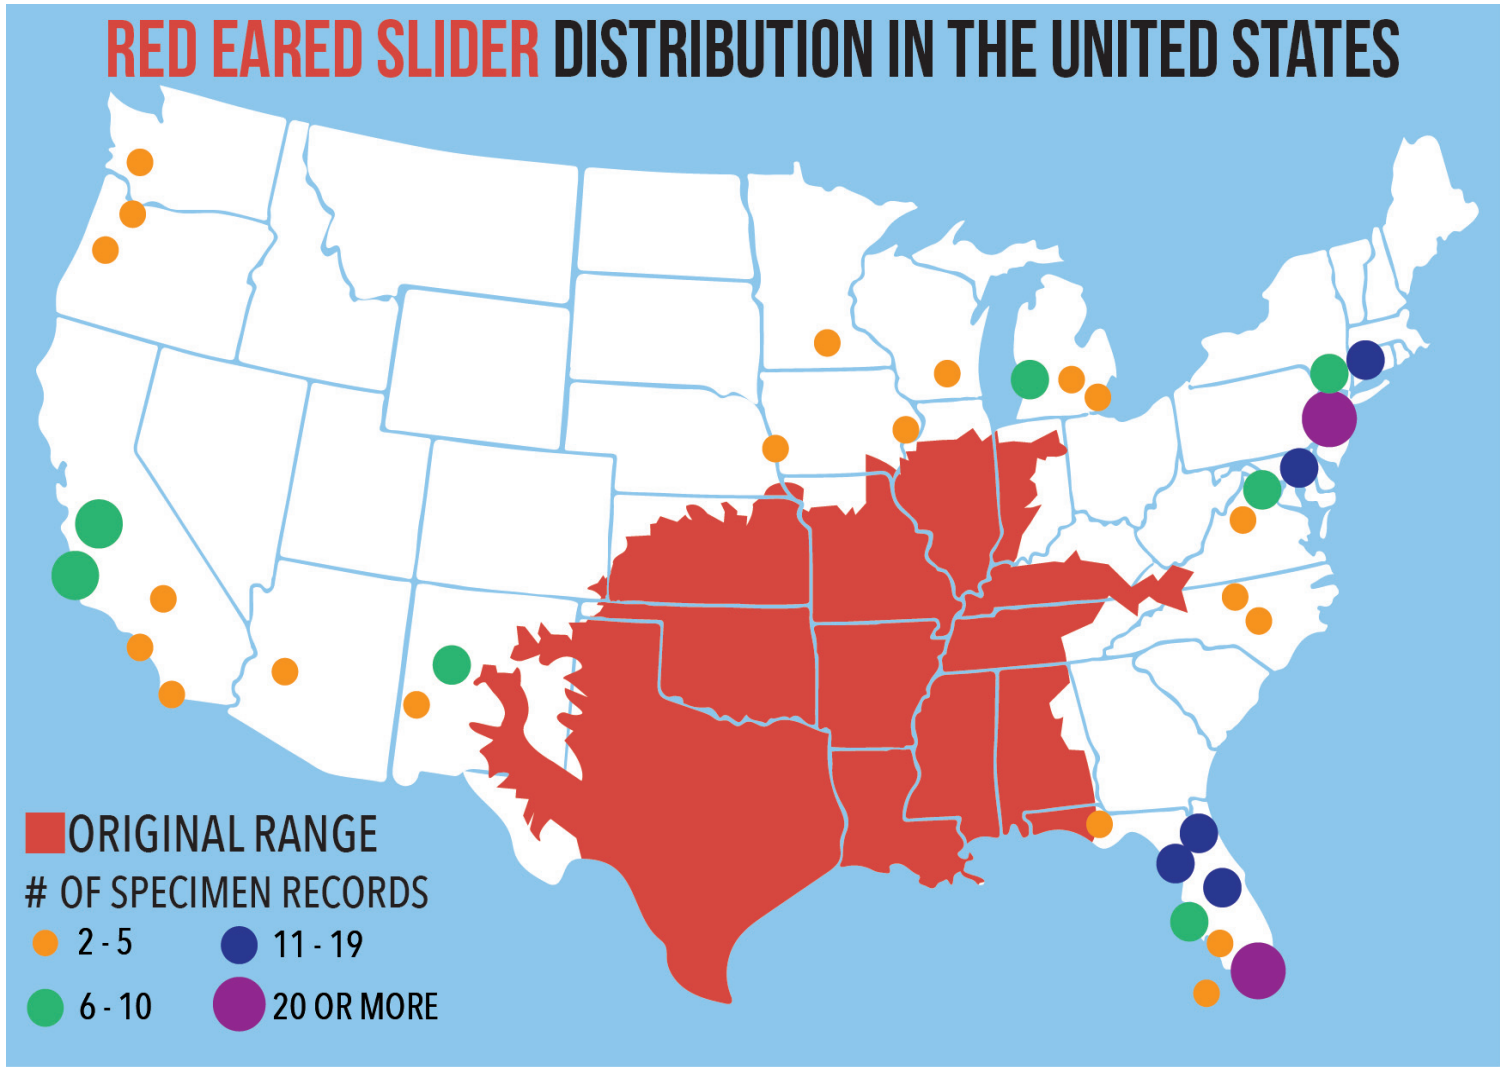 RED EARED SLIDER DISTRIBUTION IN THE UNITED STATES
ORIGINAL RANGE
# OF SPECIMEN RECORDS
2 - 5
11 - 19
6 - 10
20 OR MORE